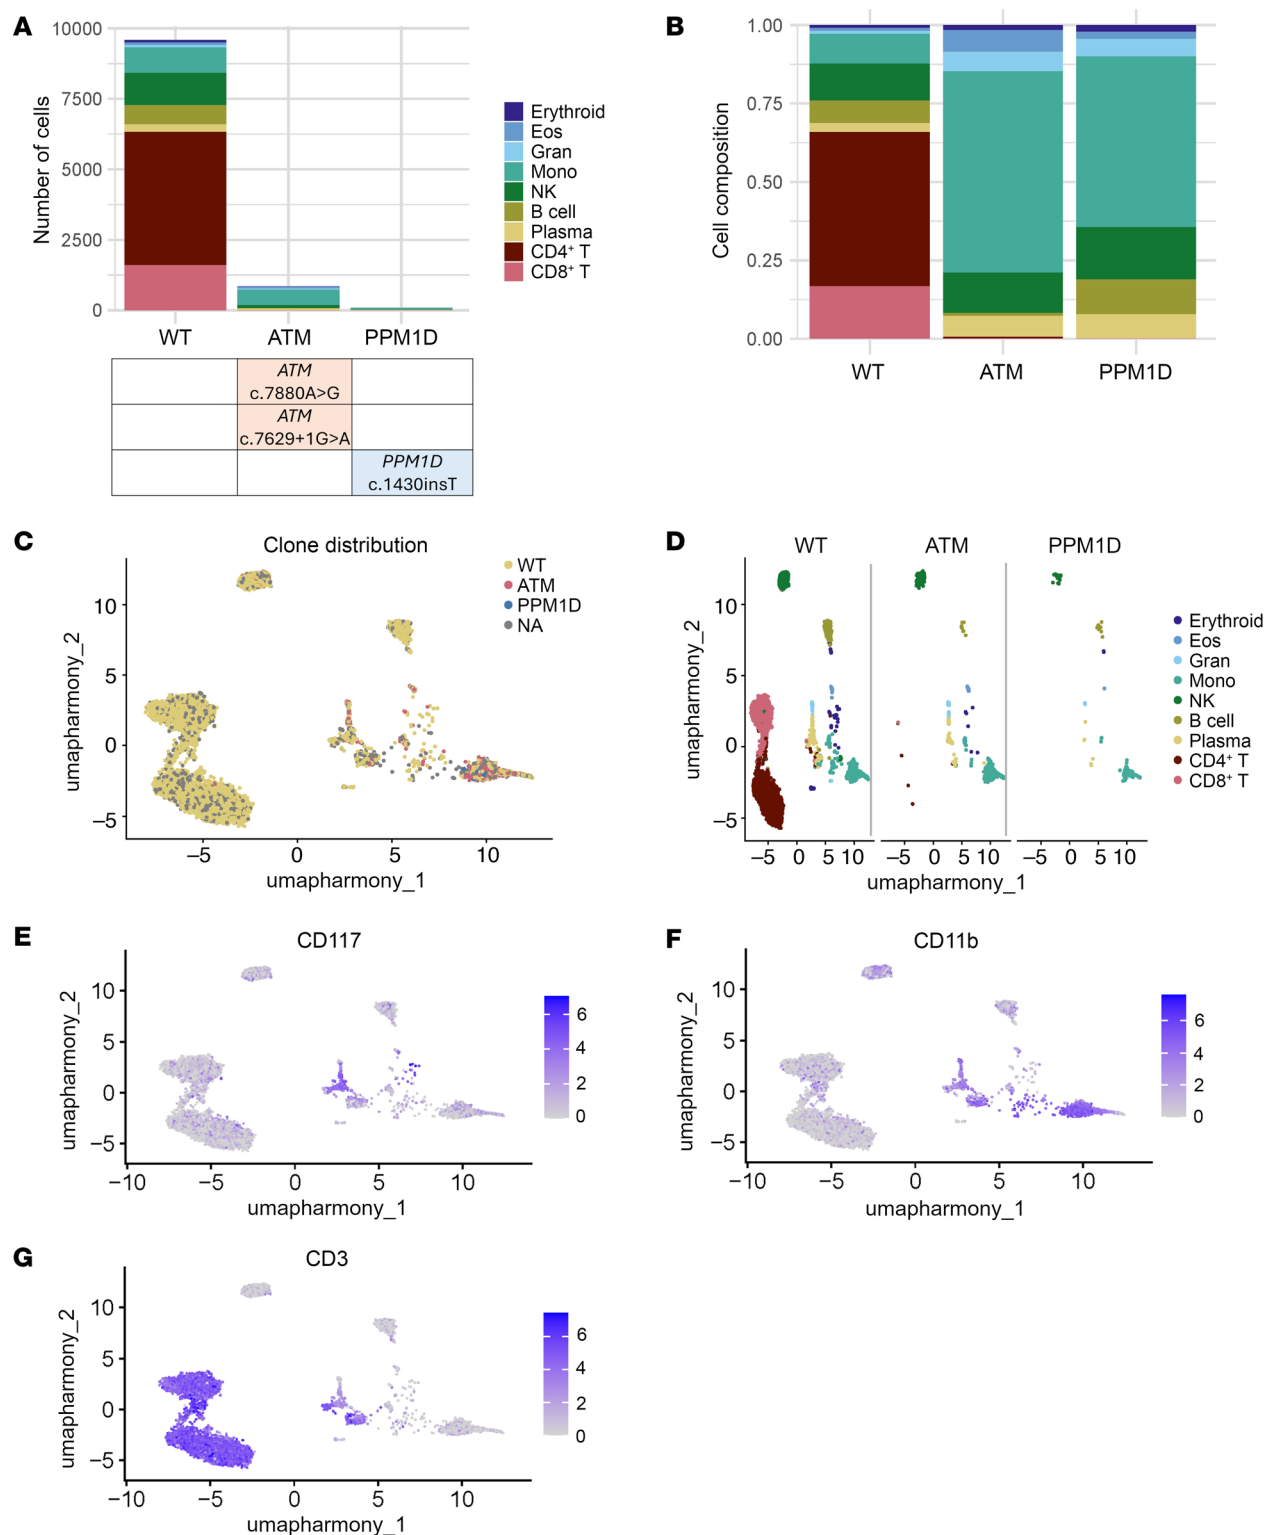 A
10000
7500
5000
2500
0
Number of cells
WT
ATM
PPM1D
Erythroid
Eos
Gran
Mono
NK
B cell
Plasma
CD4⁺ T
CD8⁺ T
ATM
c.7880A>G
ATM
c.7629+1G>A
PPM1D
c.1430insT
B
1.00
0.75
0.50
0.25
0.00
Cell composition
WT
ATM
PPM1D
C
Clone distribution
WT
ATM
PPM1D
NA
10
5
0
−5
umapharmony_2
−5
0
5
10
umapharmony_1
D
WT
ATM
PPM1D
10
5
0
−5
umapharmony_2
−5 0 5 10
−5 0 5 10
−5 0 5 10
umapharmony_1
Erythroid
Eos
Gran
Mono
NK
B cell
Plasma
CD4⁺ T
CD8⁺ T
E
CD117
10
5
0
−5
umapharmony_2
−10 −5 0 5 10
umapharmony_1
6
4
2
0
F
CD11b
10
5
0
−5
umapharmony_2
−10 −5 0 5 10
umapharmony_1
6
4
2
0
G
CD3
10
5
0
−5
umapharmony_2
−10 −5 0 5 10
umapharmony_1
6
4
2
0